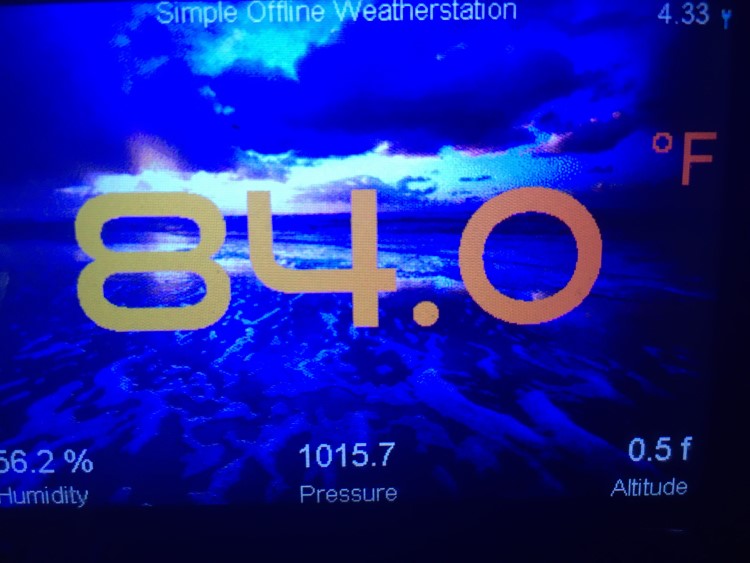 Simple Offline Weatherstation
4.33
°F
84.0
56.2 %
1015.7
0.5 f
Humidity
Pressure
Altitude